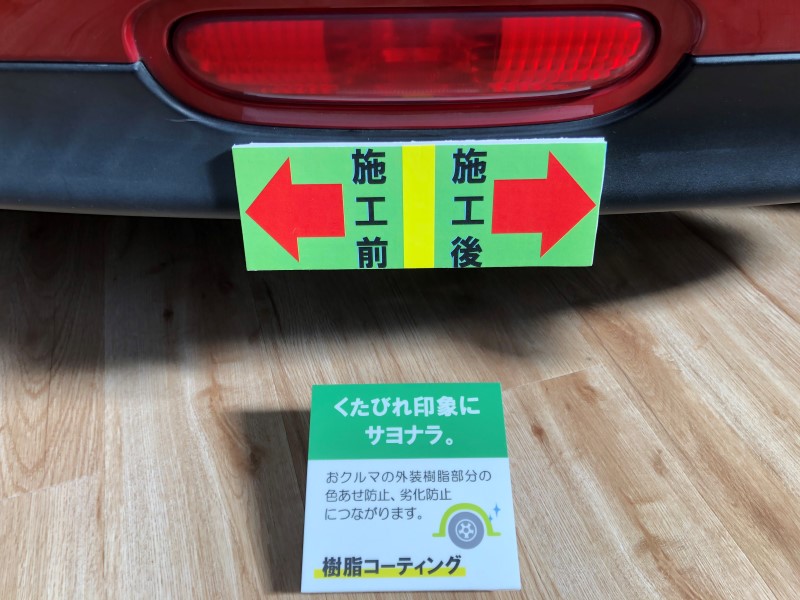 施工前
施工後
くたびれ印象に
サヨナラ。
おクルマの外装樹脂部分の
色あせ防止、劣化防止
につながります。
樹脂コーティング